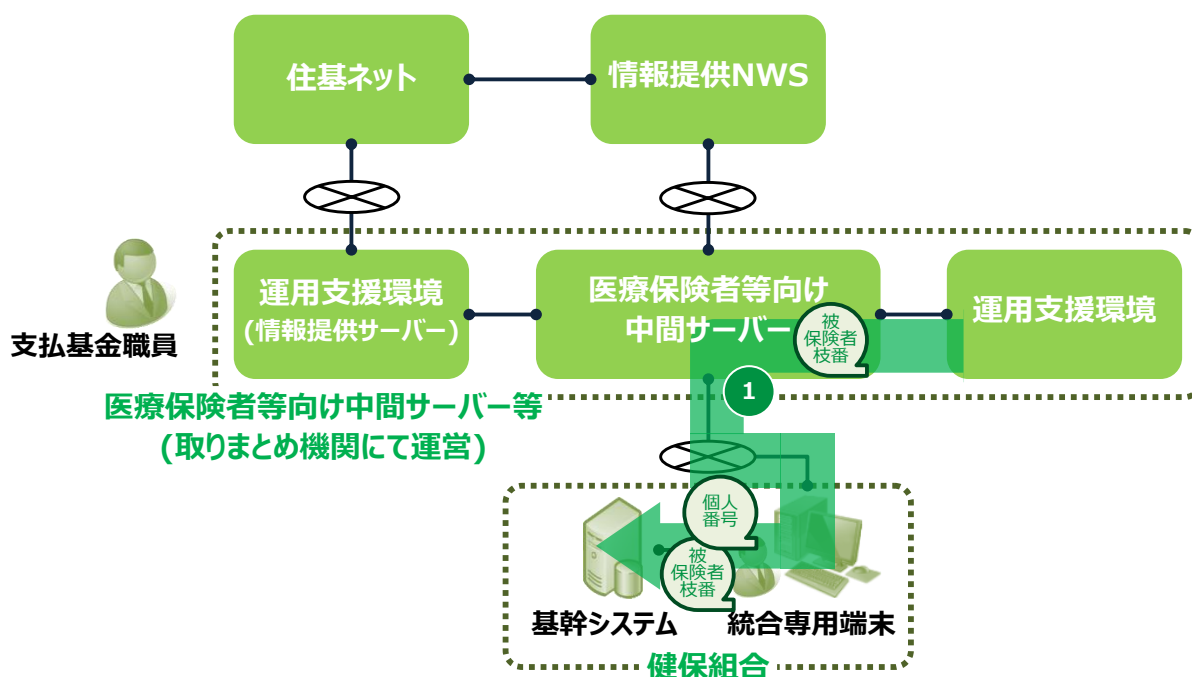 住基ネット
情報提供NWS
支払基金職員
運用支援環境
(情報提供サーバー)
医療保険者等向け
中間サーバー
運用支援環境
被
保険者
枝番
1
医療保険者等向け中間サーバー等
(取りまとめ機関にて運営)
個人
番号
被
保険者
枝番
基幹システム
統合専用端末
健保組合